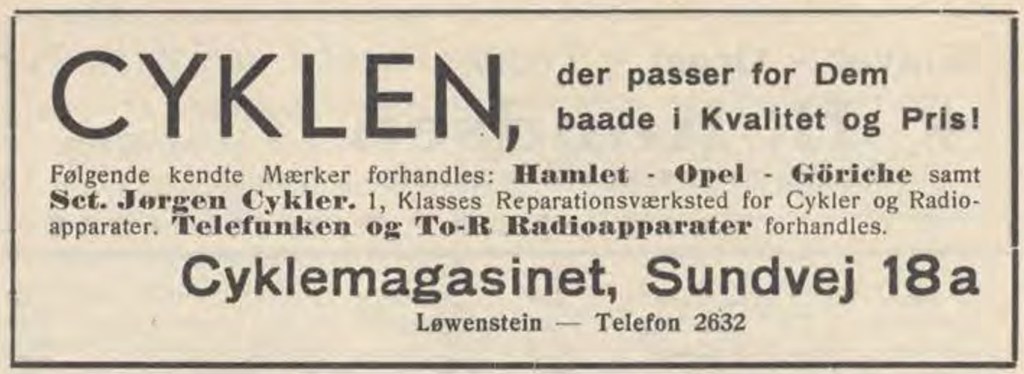 CYKLEN,
der passer for Dem
baade i Kvalitet og Pris!
Følgende kendte Mærker forhandles: Hamlet - Opel - Göriche samt
Sct. Jørgen Cykler. 1, Klasses Reparationsværksted for Cykler og Radio-
apparater. Telefunken og To-R Radioapparater forhandles.
Cyklemagasinet, Sundvej 18a
Løwenstein — Telefon 2632